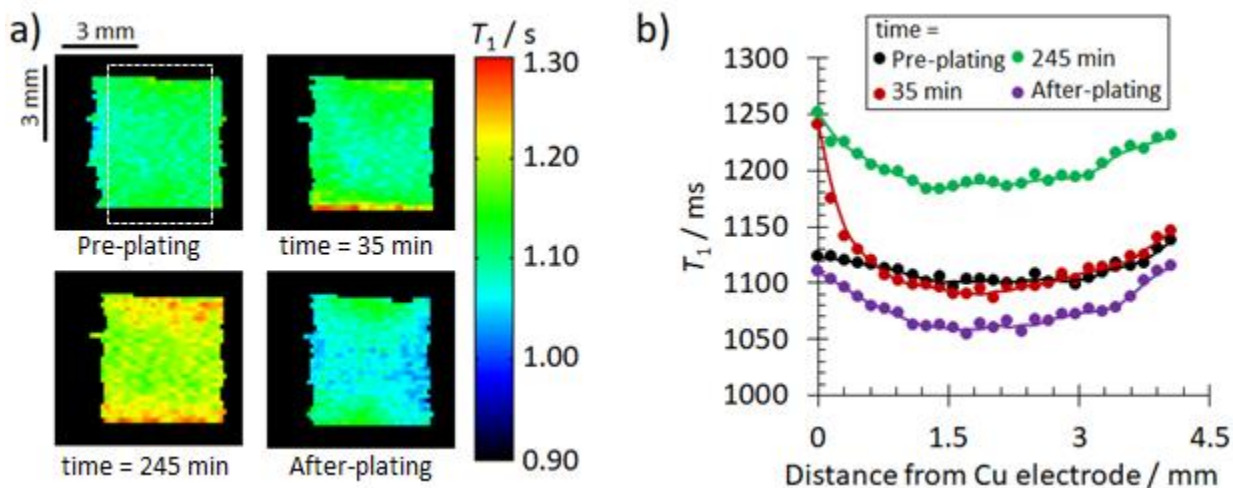 a)
3 mm
3 mm
Pre-plating
time = 35 min
time = 245 min
After-plating
T₁ / s
1.30
1.20
1.10
1.00
0.90
b)
time =
Pre-plating
245 min
35 min
After-plating
T₁ / ms
1300
1250
1200
1150
1100
1050
1000
0
1.5
3
4.5
Distance from Cu electrode / mm